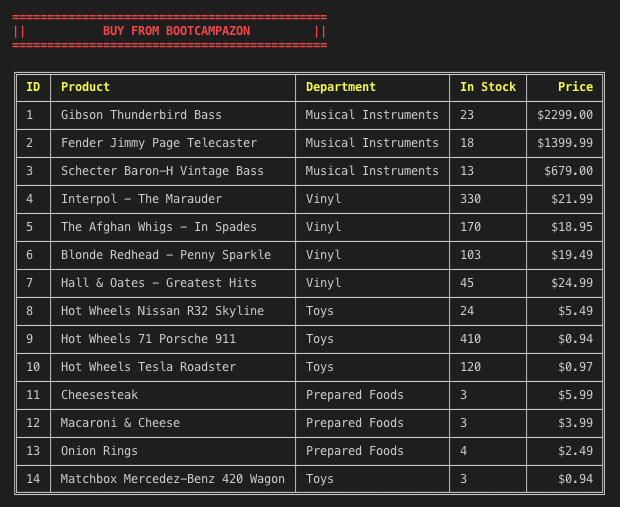 ==============================================
|| BUY FROM BOOTCAMPAZON ||
==============================================
ID Product Department In Stock Price
1 Gibson Thunderbird Bass Musical Instruments 23 $2299.00
2 Fender Jimmy Page Telecaster Musical Instruments 18 $1399.99
3 Schecter Baron-H Vintage Bass Musical Instruments 13 $679.00
4 Interpol - The Marauder Vinyl 330 $21.99
5 The Afghan Whigs - In Spades Vinyl 170 $18.95
6 Blonde Redhead - Penny Sparkle Vinyl 103 $19.49
7 Hall & Oates - Greatest Hits Vinyl 45 $24.99
8 Hot Wheels Nissan R32 Skyline Toys 24 $5.49
9 Hot Wheels 71 Porsche 911 Toys 410 $0.94
10 Hot Wheels Tesla Roadster Toys 120 $0.97
11 Cheesesteak Prepared Foods 3 $5.99
12 Macaroni & Cheese Prepared Foods 3 $3.99
13 Onion Rings Prepared Foods 4 $2.49
14 Matchbox Mercedez-Benz 420 Wagon Toys 3 $0.94